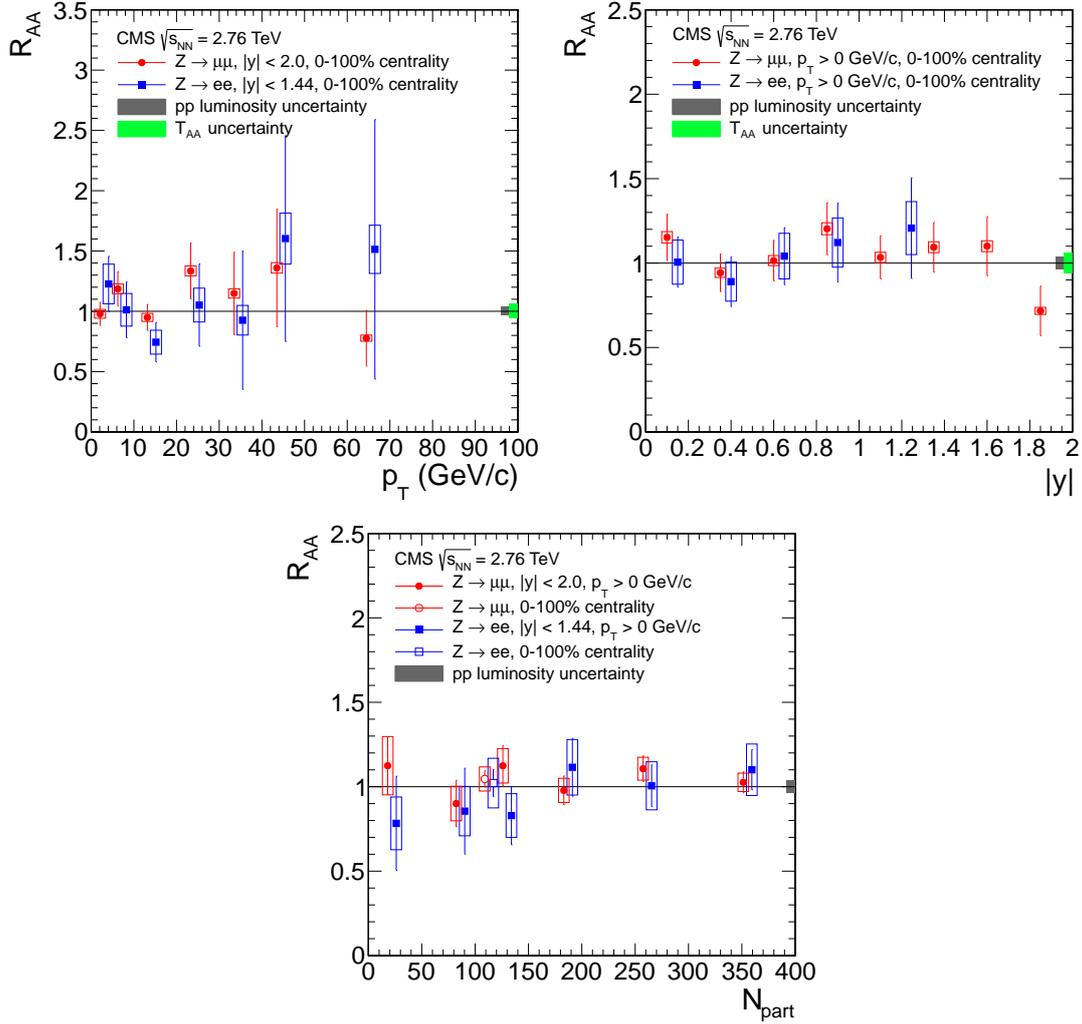 R_AA
3.5
3
2.5
2
1.5
1
0.5
0
CMS √s_NN = 2.76 TeV
Z → μμ, |y| < 2.0, 0-100% centrality
Z → ee, |y| < 1.44, 0-100% centrality
pp luminosity uncertainty
T_AA uncertainty
0 10 20 30 40 50 60 70 80 90 100
p_T (GeV/c)
R_AA
2.5
2
1.5
1
0.5
0
CMS √s_NN = 2.76 TeV
Z → μμ, p_T > 0 GeV/c, 0-100% centrality
Z → ee, p_T > 0 GeV/c, 0-100% centrality
pp luminosity uncertainty
T_AA uncertainty
0 0.2 0.4 0.6 0.8 1 1.2 1.4 1.6 1.8 2
|y|
R_AA
2.5
2
1.5
1
0.5
0
CMS √s_NN = 2.76 TeV
Z → μμ, |y| < 2.0, p_T > 0 GeV/c
Z → μμ, 0-100% centrality
Z → ee, |y| < 1.44, p_T > 0 GeV/c
Z → ee, 0-100% centrality
pp luminosity uncertainty
0 50 100 150 200 250 300 350 400
N_part